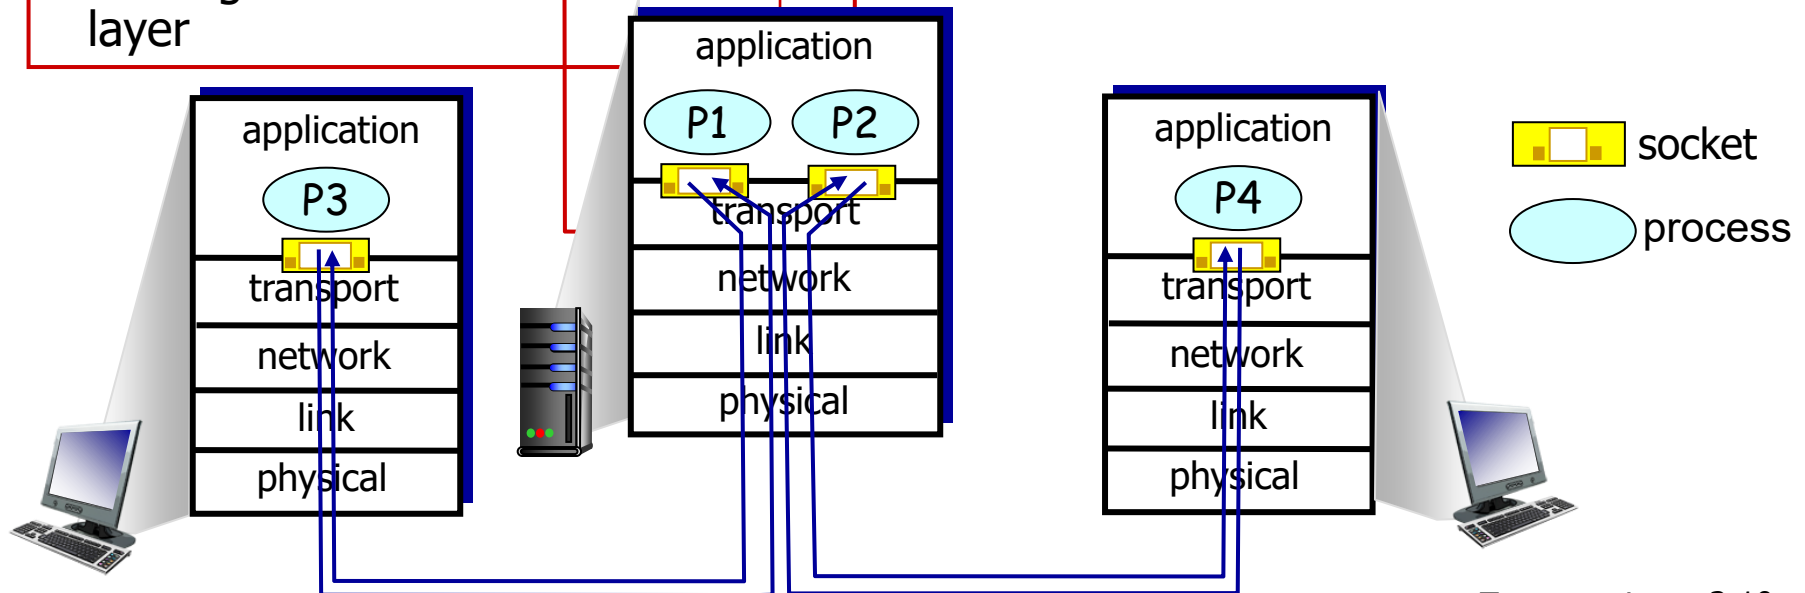 layer
application
P1
P2
transport
network
link
physical
application
P3
transport
network
link
physical
application
P4
transport
network
link
physical
socket
process